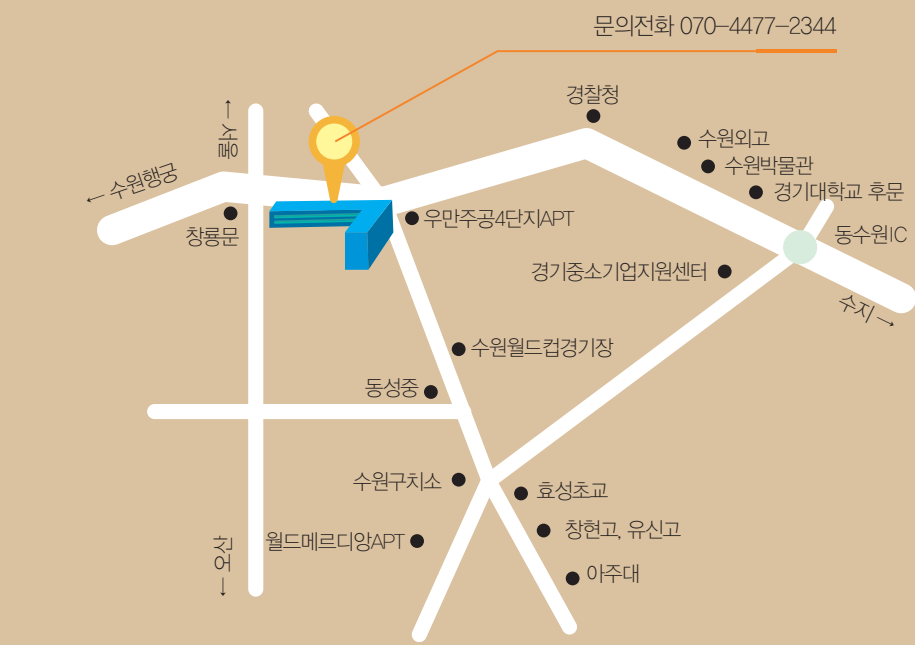 문의전화 070-4477-2344
경찰청
← 서울
수원외고
수원박물관
← 수원행궁
경기대학교 후문
창룡문
우만주공4단지APT
동수원IC
경기중소기업지원센터
수지 →
수원월드컵경기장
동성중
수원구치소
효성초교
창현고, 유신고
월드메르디앙APT
← 오산
아주대